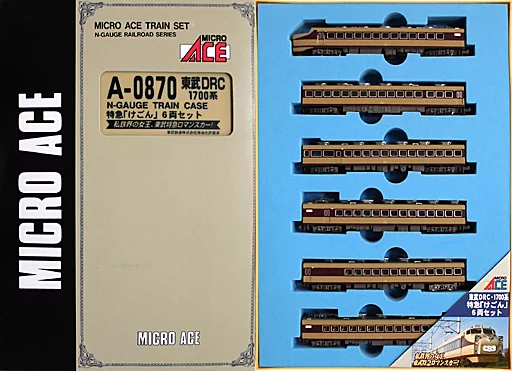 MICRO ACE
MICRO ACE TRAIN SET
N-GAUGE RAILROAD SERIES
MICRO
ACE
A-0870 東武DRC
1700系
N-GAUGE TRAIN CASE
特急「けごん」6両セット
私鉄界の女王、東武特急ロマンスカー!
MICRO ACE
MICRO
ACE
東武DRC・1700系
特急「けごん」
6両セット